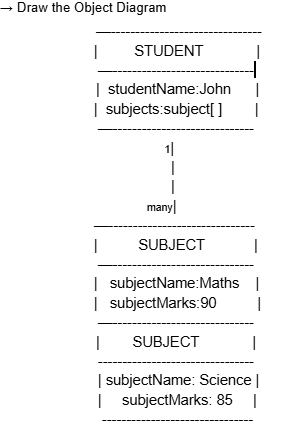 → Draw the Object Diagram
—-------------------------------
|         STUDENT             |
—-------------------------------|
|  studentName:John       |
|  subjects:subject[ ]        |
—-------------------------------
1|
|
|
many|
—-------------------------------
|          SUBJECT            |
—-------------------------------
|   subjectName:Maths    |
|   subjectMarks:90          |
—-------------------------------
|        SUBJECT             |
--------------------------------
| subjectName: Science |
|     subjectMarks: 85     |
--------------------------------